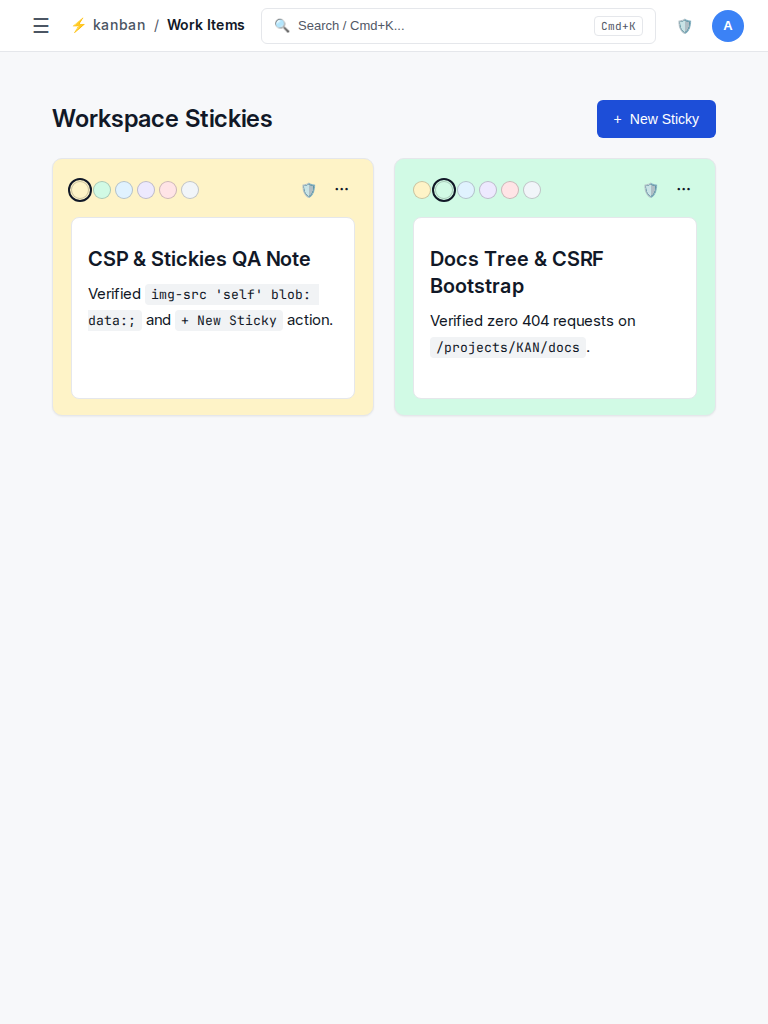 ☰ ⚡ kanban / Work Items 🔍 Search / Cmd+K... Cmd+K 🛡️ A
Workspace Stickies + New Sticky
CSP & Stickies QA Note
Verified img-src 'self' blob:
data:; and + New Sticky action.
Docs Tree & CSRF
Bootstrap
Verified zero 404 requests on
/projects/KAN/docs.